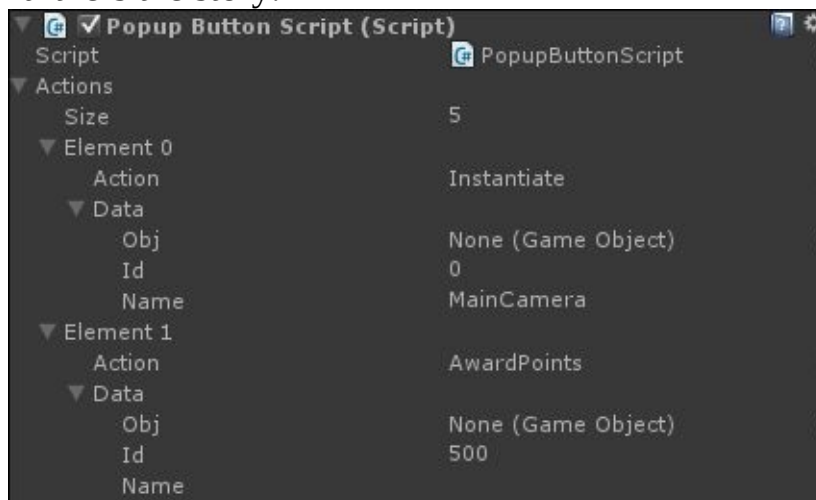 Popup Button Script (Script)
Script PopupButtonScript
Actions
Size 5
Element 0
Action Instantiate
Data
Obj None (Game Object)
Id 0
Name MainCamera
Element 1
Action AwardPoints
Data
Obj None (Game Object)
Id 500
Name